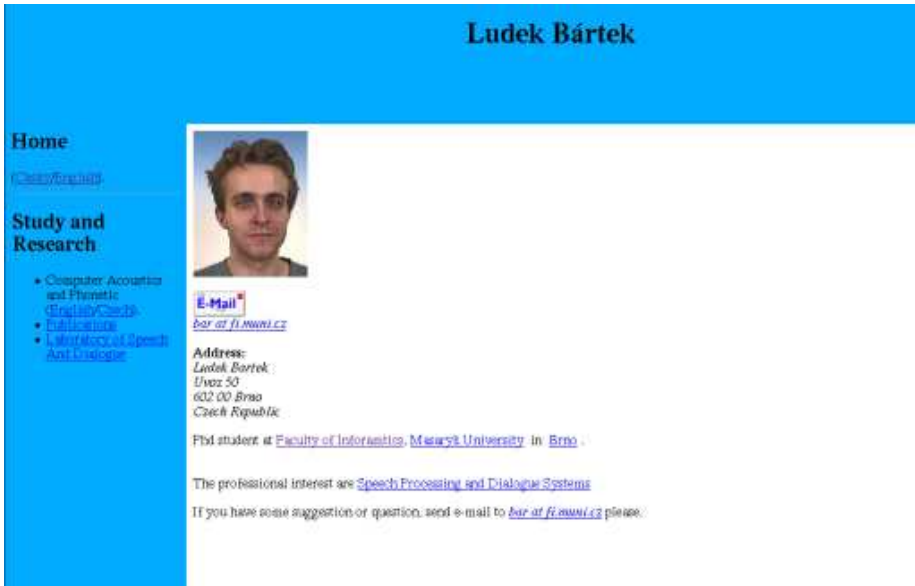 Ludek Bártek
Home
(Czech/English).
Study and
Research
• Computer Acoustics
and Phonetic
(English/Czech).
• Publications
• Laboratory of Speech
And Dialogue
E-Mail
bar at fi.muni.cz
Address:
Ludek Bartek
Uvoz 50
602 00 Brno
Czech Republic
Phd student at Faculty of Inforamtics, Masaryk University in Brno .
The professional interest are Speech Processing and Dialogue Systems
If you have some suggestion or question, send e-mail to bar at fi.muni.cz please.